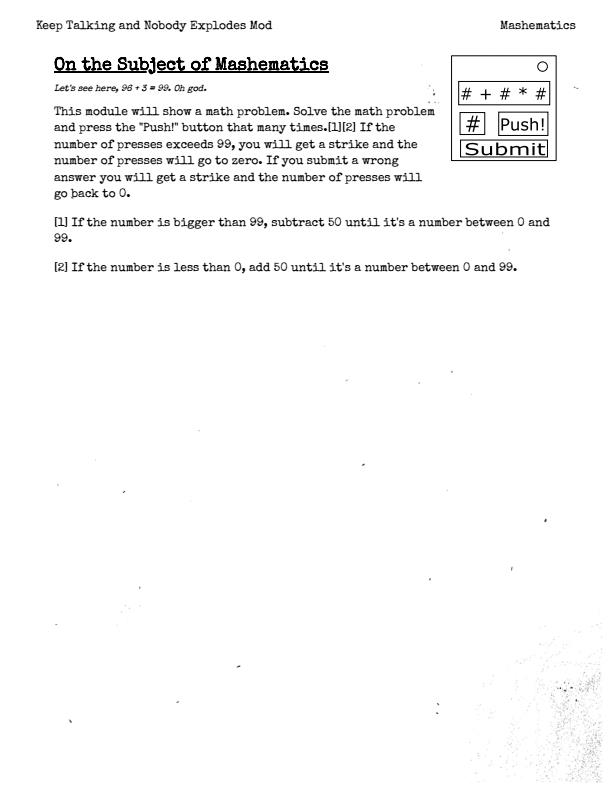 Keep Talking and Nobody Explodes Mod
Mashematics
On the Subject of Mashematics
Let's see here, 96 + 3 = 99. Oh god.
This module will show a math problem. Solve the math problem
and press the "Push!" button that many times.[1][2] If the
number of presses exceeds 99, you will get a strike and the
number of presses will go to zero. If you submit a wrong
answer you will get a strike and the number of presses will
go back to 0.
# + # * #
# Push!
Submit
[1] If the number is bigger than 99, subtract 50 until it's a number between 0 and
99.
[2] If the number is less than 0, add 50 until it's a number between 0 and 99.